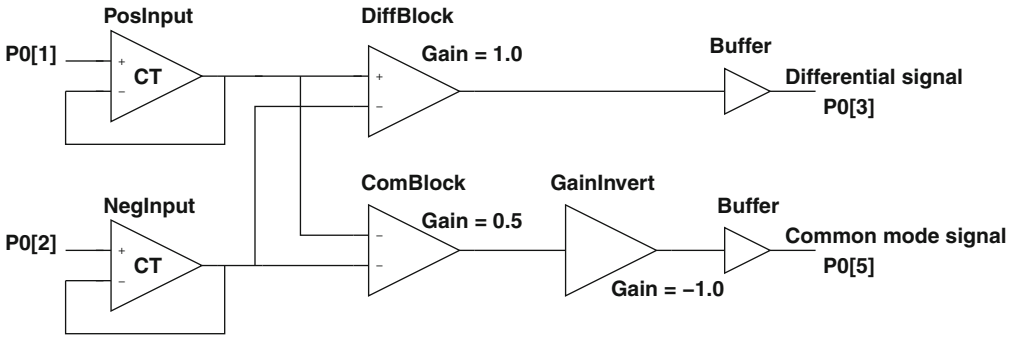 PosInput
DiffBlock
P0[1]
+
CT
−
Gain = 1.0
+
−
Buffer
Differential signal
P0[3]
NegInput
P0[2]
+
CT
−
ComBlock
Gain = 0.5
−
−
GainInvert
Gain = −1.0
Buffer
Common mode signal
P0[5]